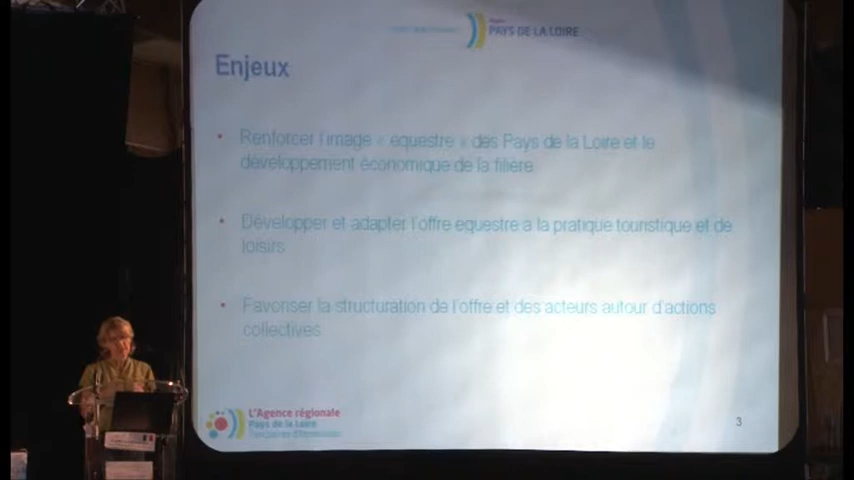 PAYS DE LA LOIRE
Enjeux
• Renforcer l'image « equestre » des Pays de la Loire et le
développement économique de la filière
• Développer et adapter l'offre equestre a la pratique touristique et de
loisirs
• Favoriser la structuration de l'offre et des acteurs autour d'actions
collectives
L'Agence régionale
Pays de la Loire
3